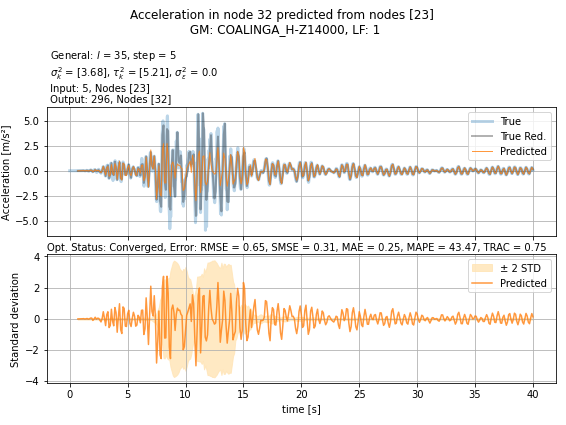 Acceleration in node 32 predicted from nodes [23]
GM: COALINGA_H-Z14000, LF: 1
General: l = 35, step = 5
σ²ₖ = [3.68], τ²ₖ = [5.21], σ²ε = 0.0
Input: 5, Nodes [23]
Output: 296, Nodes [32]
Acceleration [m/s²]
5.0
2.5
0.0
−2.5
−5.0
True
True Red.
Predicted
Opt. Status: Converged, Error: RMSE = 0.65, SMSE = 0.31, MAE = 0.25, MAPE = 43.47, TRAC = 0.75
Standard deviation
4
2
0
−2
−4
± 2 STD
Predicted
0 5 10 15 20 25 30 35 40
time [s]